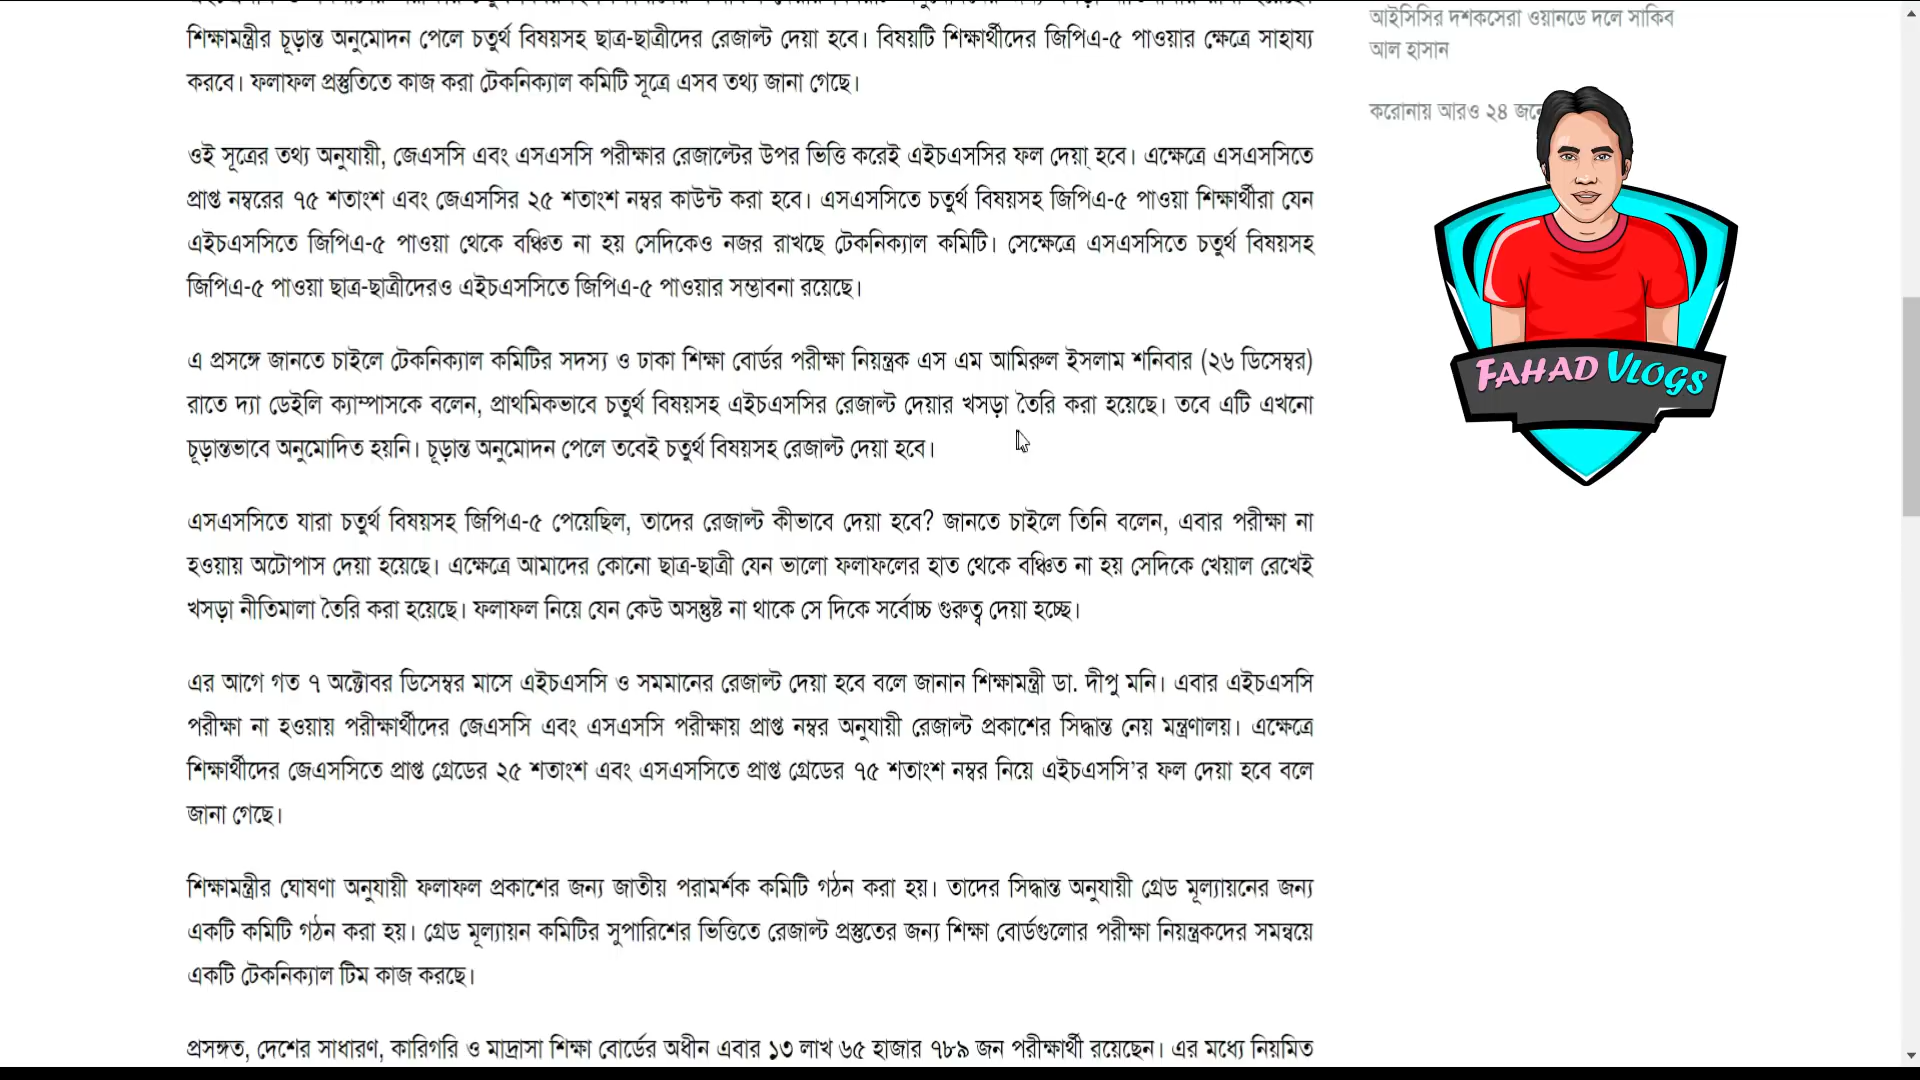 শিক্ষামন্ত্রীর চূড়ান্ত অনুমোদন পেলে চতুর্থ বিষয়সহ ছাত্র-ছাত্রীদের রেজাল্ট দেয়া হবে। বিষয়টি শিক্ষার্থীদের জিপিএ-৫ পাওয়ার ক্ষেত্রে সাহায্য
করবে। ফলাফল প্রস্তুতিতে কাজ করা টেকনিক্যাল কমিটি সূত্রে এসব তথ্য জানা গেছে।
ওই সূত্রের তথ্য অনুযায়ী, জেএসসি এবং এসএসসি পরীক্ষার রেজাল্টের উপর ভিত্তি করেই এইচএসসির ফল দেয়া হবে। এক্ষেত্রে এসএসসিতে
প্রাপ্ত নম্বরের ৭৫ শতাংশ এবং জেএসসির ২৫ শতাংশ নম্বর কাউন্ট করা হবে। এসএসসিতে চতুর্থ বিষয়সহ জিপিএ-৫ পাওয়া শিক্ষার্থীরা যেন
এইচএসসিতে জিপিএ-৫ পাওয়া থেকে বঞ্চিত না হয় সেদিকেও নজর রাখছে টেকনিক্যাল কমিটি। সেক্ষেত্রে এসএসসিতে চতুর্থ বিষয়সহ
জিপিএ-৫ পাওয়া ছাত্র-ছাত্রীদেরও এইচএসসিতে জিপিএ-৫ পাওয়ার সম্ভাবনা রয়েছে।
এ প্রসঙ্গে জানতে চাইলে টেকনিক্যাল কমিটির সদস্য ও ঢাকা শিক্ষা বোর্ডর পরীক্ষা নিয়ন্ত্রক এস এম আমিরুল ইসলাম শনিবার (২৬ ডিসেম্বর)
রাতে দ্যা ডেইলি ক্যাম্পাসকে বলেন, প্রাথমিকভাবে চতুর্থ বিষয়সহ এইচএসসির রেজাল্ট দেয়ার খসড়া তৈরি করা হয়েছে। তবে এটি এখনো
চূড়ান্তভাবে অনুমোদিত হয়নি। চূড়ান্ত অনুমোদন পেলে তবেই চতুর্থ বিষয়সহ রেজাল্ট দেয়া হবে।
এসএসসিতে যারা চতুর্থ বিষয়সহ জিপিএ-৫ পেয়েছিল, তাদের রেজাল্ট কীভাবে দেয়া হবে? জানতে চাইলে তিনি বলেন, এবার পরীক্ষা না
হওয়ায় অটোপাস দেয়া হয়েছে। এক্ষেত্রে আমাদের কোনো ছাত্র-ছাত্রী যেন ভালো ফলাফলের হাত থেকে বঞ্চিত না হয় সেদিকে খেয়াল রেখেই
খসড়া নীতিমালা তৈরি করা হয়েছে। ফলাফল নিয়ে যেন কেউ অসন্তুষ্ট না থাকে সে দিকে সর্বোচ্চ গুরুত্ব দেয়া হচ্ছে।
এর আগে গত ৭ অক্টোবর ডিসেম্বর মাসে এইচএসসি ও সমমানের রেজাল্ট দেয়া হবে বলে জানান শিক্ষামন্ত্রী ডা. দীপু মনি। এবার এইচএসসি
পরীক্ষা না হওয়ায় পরীক্ষার্থীদের জেএসসি এবং এসএসসি পরীক্ষায় প্রাপ্ত নম্বর অনুযায়ী রেজাল্ট প্রকাশের সিদ্ধান্ত নেয় মন্ত্রণালয়। এক্ষেত্রে
শিক্ষার্থীদের জেএসসিতে প্রাপ্ত গ্রেডের ২৫ শতাংশ এবং এসএসসিতে প্রাপ্ত গ্রেডের ৭৫ শতাংশ নম্বর নিয়ে এইচএসসি'র ফল দেয়া হবে বলে
জানা গেছে।
শিক্ষামন্ত্রীর ঘোষণা অনুযায়ী ফলাফল প্রকাশের জন্য জাতীয় পরামর্শক কমিটি গঠন করা হয়। তাদের সিদ্ধান্ত অনুযায়ী গ্রেড মূল্যায়নের জন্য
একটি কমিটি গঠন করা হয়। গ্রেড মূল্যায়ন কমিটির সুপারিশের ভিত্তিতে রেজাল্ট প্রস্তুতের জন্য শিক্ষা বোর্ডগুলোর পরীক্ষা নিয়ন্ত্রকদের সমন্বয়ে
একটি টেকনিক্যাল টিম কাজ করছে।
প্রসঙ্গত, দেশের সাধারণ, কারিগরি ও মাদ্রাসা শিক্ষা বোর্ডের অধীন এবার ১৩ লাখ ৬৫ হাজার ৭৮৯ জন পরীক্ষার্থী রয়েছেন। এর মধ্যে নিয়মিত
আইসিসির দশকসেরা ওয়ানডে দলে সাকিব
আল হাসান
করোনায় আরও ২৪
FAHAD VLOGS